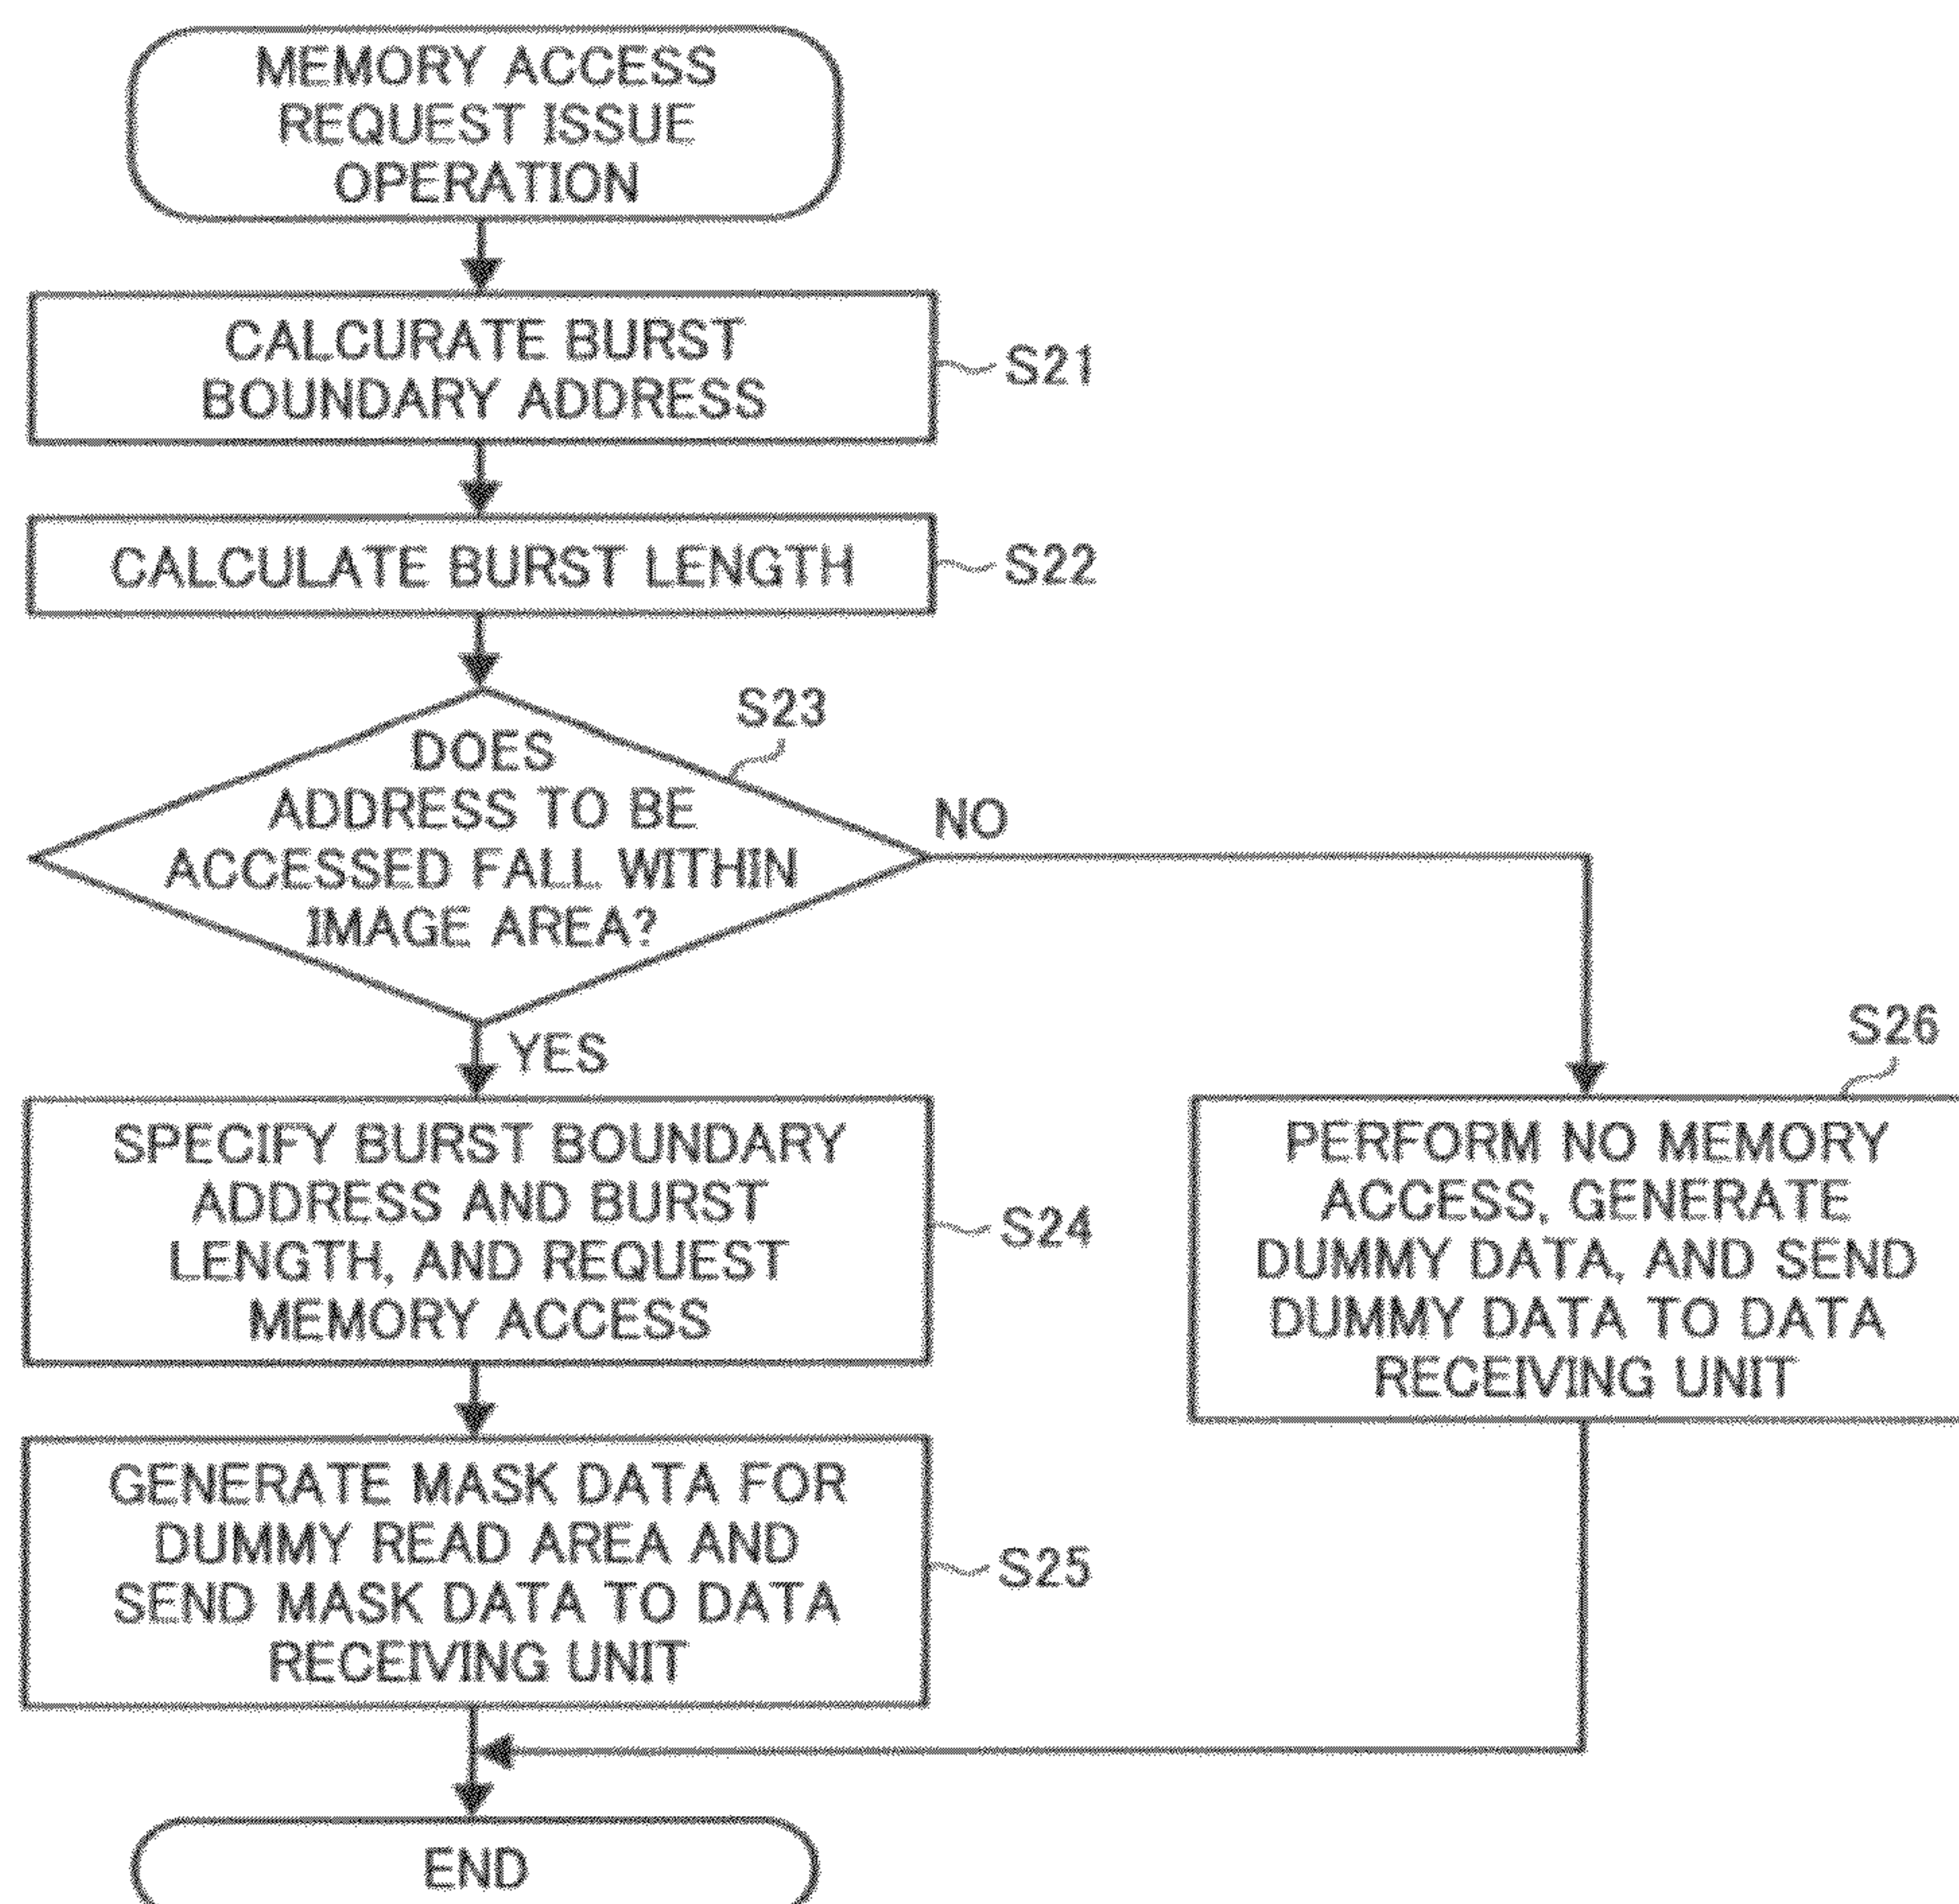 MEMORY ACCESS
REQUEST ISSUE
OPERATION
CALCURATE BURST
BOUNDARY ADDRESS
S21
CALCULATE BURST LENGTH
S22
S23
DOES
ADDRESS TO BE
ACCESSED FALL WITHIN
IMAGE AREA?
NO
YES
S26
SPECIFY BURST BOUNDARY
ADDRESS AND BURST
LENGTH, AND REQUEST
MEMORY ACCESS
S24
PERFORM NO MEMORY
ACCESS, GENERATE
DUMMY DATA, AND SEND
DUMMY DATA TO DATA
RECEIVING UNIT
GENERATE MASK DATA FOR
DUMMY READ AREA AND
SEND MASK DATA TO DATA
RECEIVING UNIT
S25
END